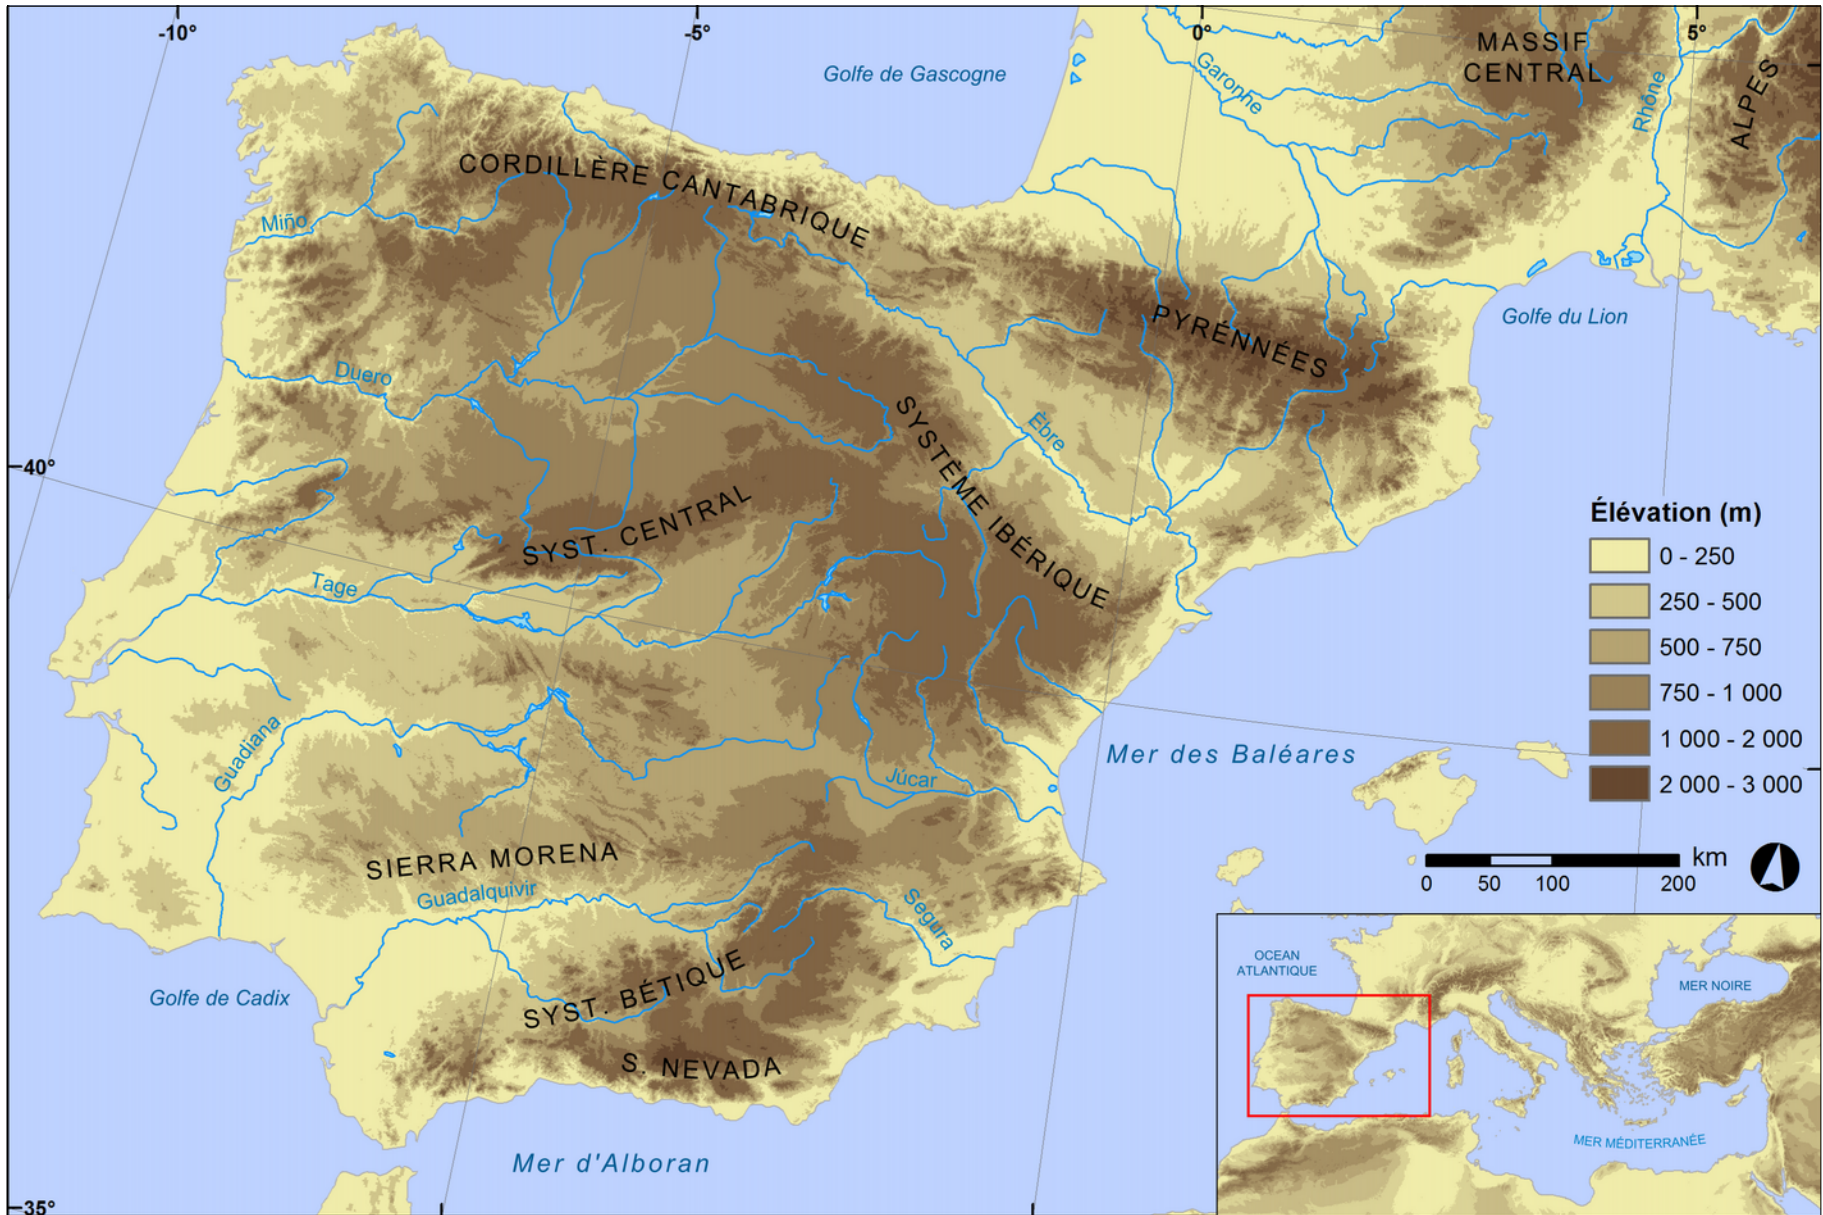 -10°
-5°
0°
5°
Golfe de Gascogne
MASSIF
CENTRAL
Garonne
Rhône
ALPES
CORDILLÈRE CANTABRIQUE
Miño
Golfe du Lion
PYRÉNNÉES
Duero
SYSTÈME IBÉRIQUE
Èbre
40°
SYST. CENTRAL
Tage
Élévation (m)
0 - 250
250 - 500
500 - 750
750 - 1 000
1 000 - 2 000
2 000 - 3 000
Guadiana
Mer des Baléares
Júcar
SIERRA MORENA
Guadalquivir
Segura
km
0 50 100 200
SYST. BÉTIQUE
Golfe de Cadix
S. NEVADA
Mer d'Alboran
35°
OCEAN
ATLANTIQUE
MER NOIRE
MER MÉDITERRANÉE